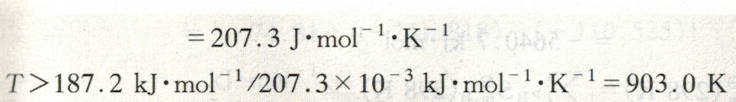 =207.3 J·mol⁻¹·K⁻¹
T>187.2 kJ·mol⁻¹/207.3×10⁻³ kJ·mol⁻¹·K⁻¹=903.0 K